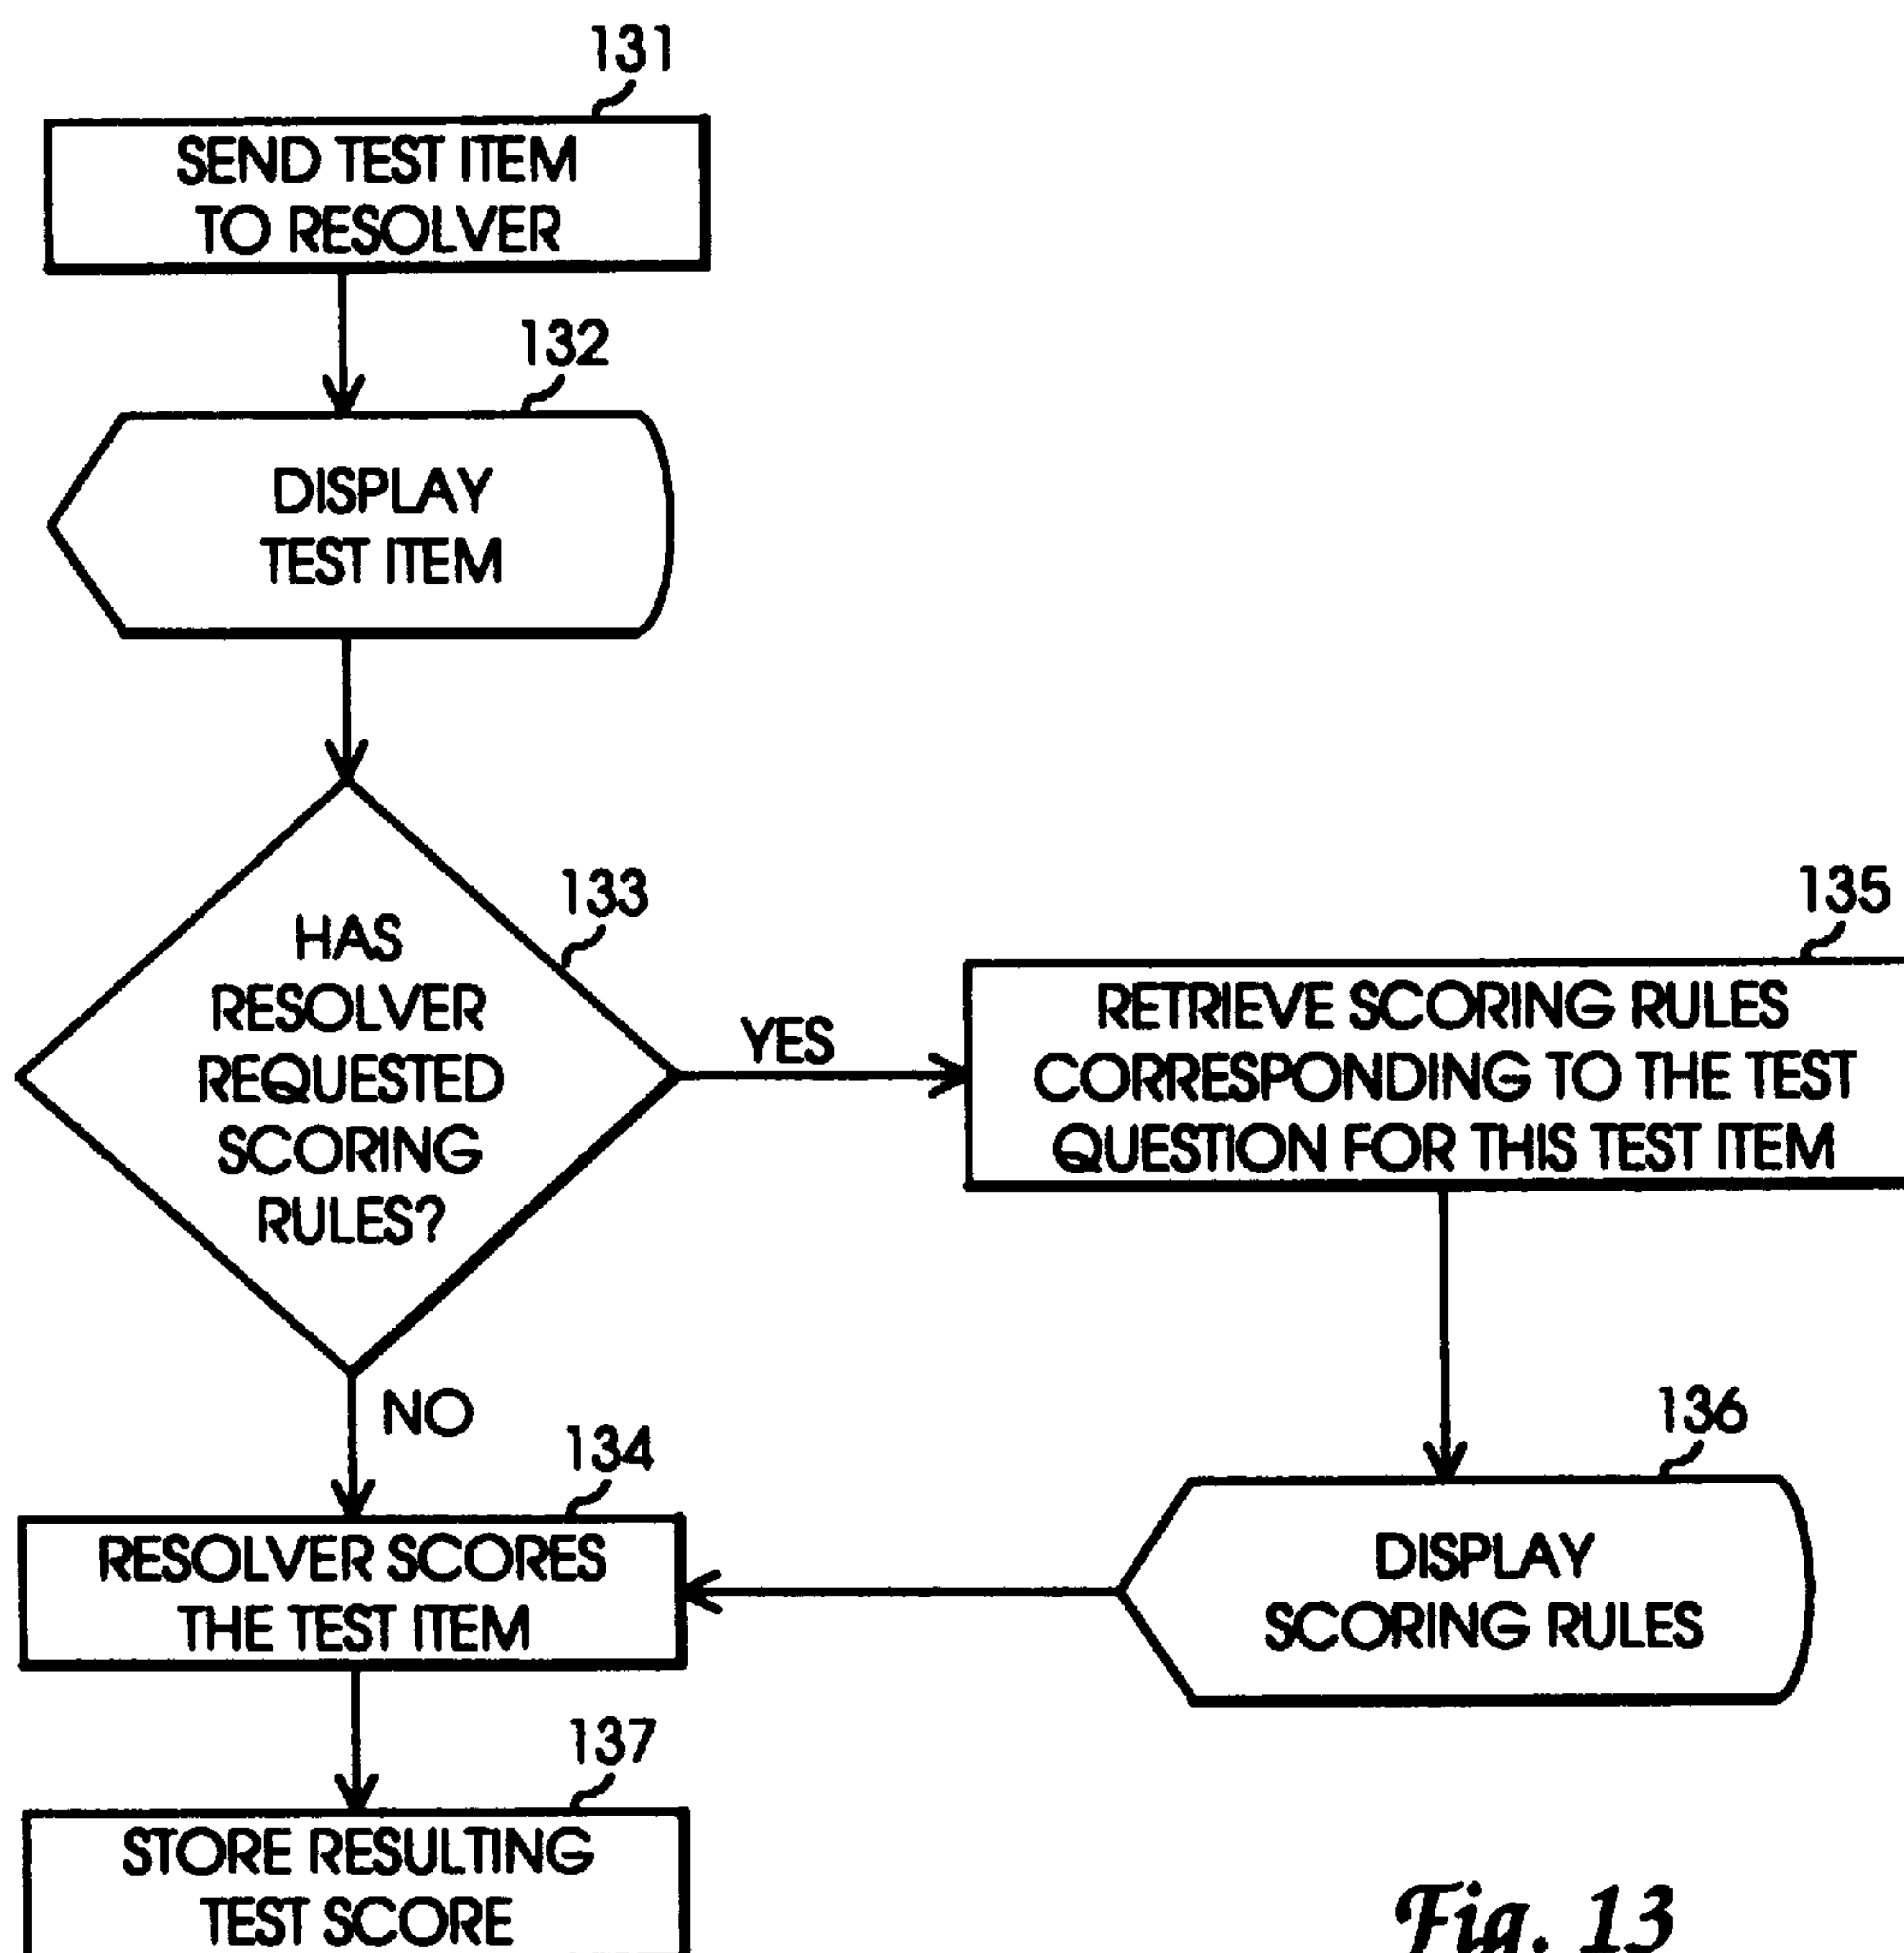 131
SEND TEST ITEM
TO RESOLVER
132
DISPLAY
TEST ITEM
133
HAS
RESOLVER
REQUESTED
SCORING
RULES?
YES
NO
135
RETRIEVE SCORING RULES
CORRESPONDING TO THE TEST
QUESTION FOR THIS TEST ITEM
136
DISPLAY
SCORING RULES
134
RESOLVER SCORES
THE TEST ITEM
137
STORE RESULTING
TEST SCORE
Fig. 13